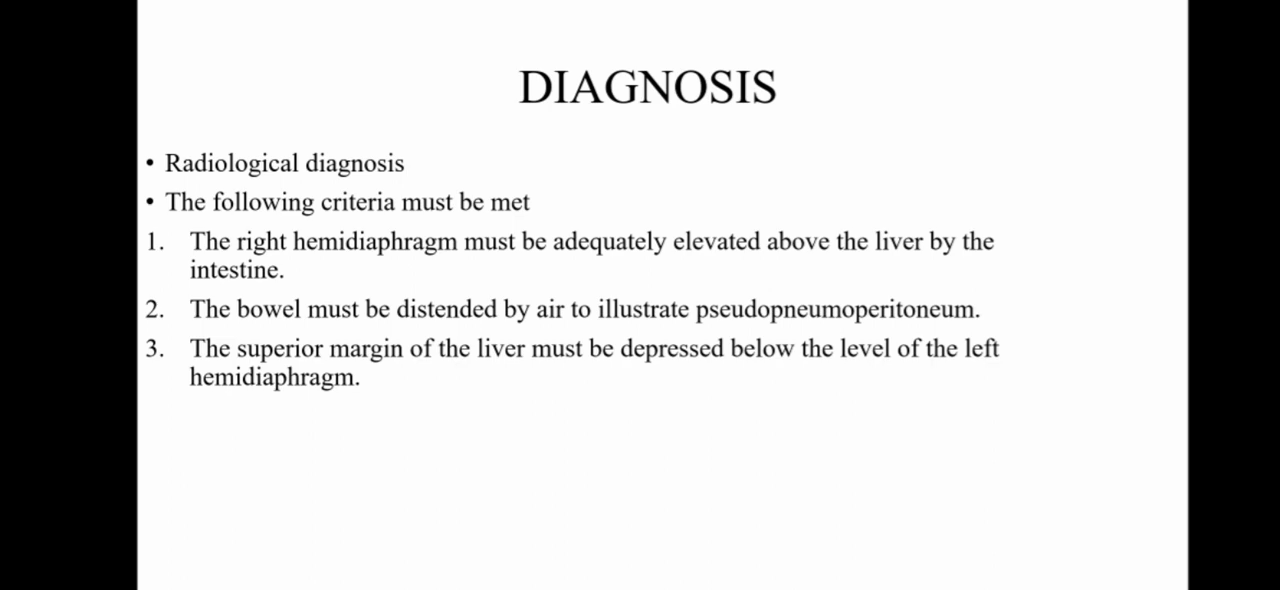 DIAGNOSIS
• Radiological diagnosis
• The following criteria must be met
1. The right hemidiaphragm must be adequately elevated above the liver by the
intestine.
2. The bowel must be distended by air to illustrate pseudopneumoperitoneum.
3. The superior margin of the liver must be depressed below the level of the left
hemidiaphragm.